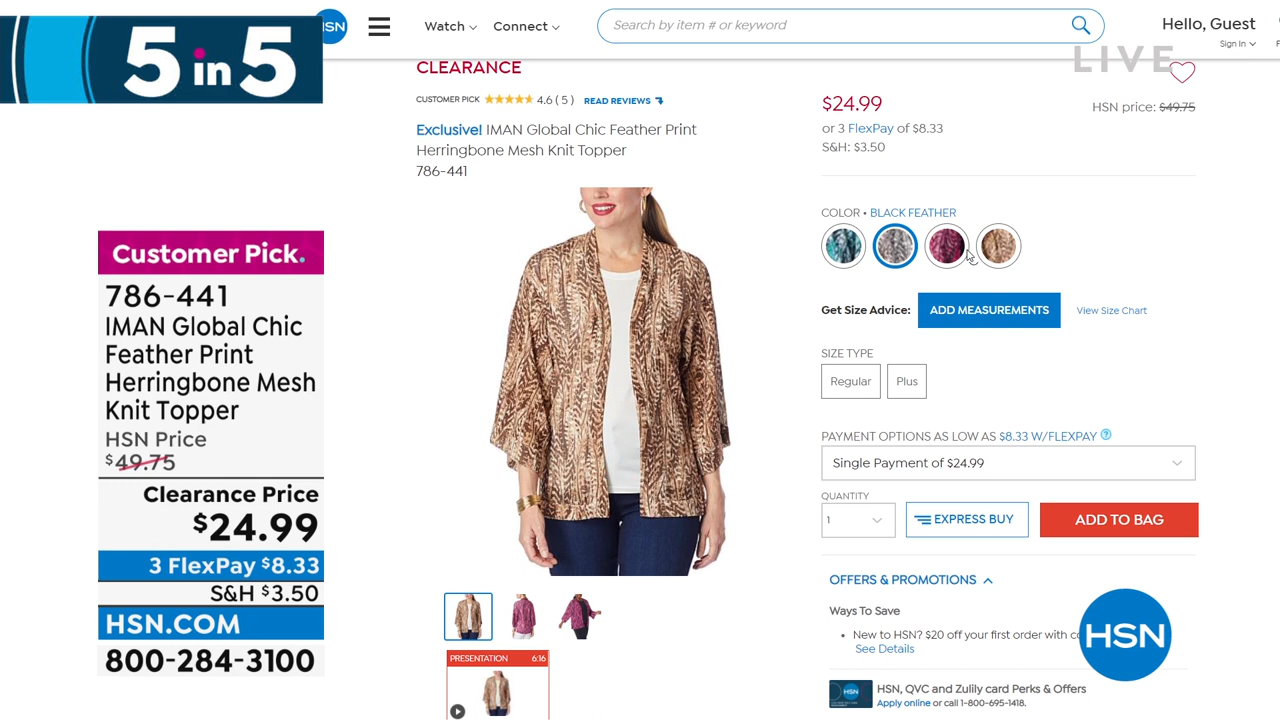 5 in 5
HSN
Watch
Connect
Search by item # or keyword
Hello, Guest
Sign In
LIVE
CLEARANCE
CUSTOMER PICK
4.6 ( 5 )
READ REVIEWS
Exclusive! IMAN Global Chic Feather Print
Herringbone Mesh Knit Topper
786-441
$24.99
HSN price: $49.75
or 3 FlexPay of $8.33
S&H: $3.50
COLOR • BLACK FEATHER
Get Size Advice:
ADD MEASUREMENTS
View Size Chart
SIZE TYPE
Regular
Plus
PAYMENT OPTIONS AS LOW AS $8.33 W/FLEXPAY ?
Single Payment of $24.99
QUANTITY
1
EXPRESS BUY
ADD TO BAG
OFFERS & PROMOTIONS
Ways To Save
• New to HSN? $20 off your first order with
See Details
HSN
HSN
HSN, QVC and Zulily card Perks & Offers
Apply online or call 1-800-695-1418.
PRESENTATION 6:16
Customer Pick.
786-441
IMAN Global Chic
Feather Print
Herringbone Mesh
Knit Topper
HSN Price
$49.75
Clearance Price
$24.99
3 FlexPay $8.33
S&H $3.50
HSN.COM
800-284-3100